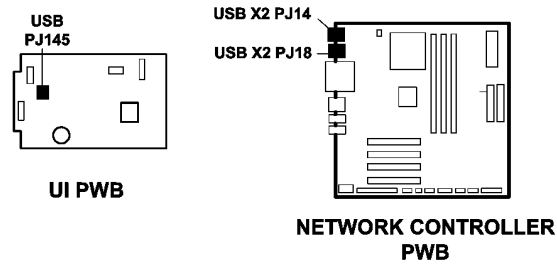 USB
PJ145
UI PWB
USB X2 PJ14
USB X2 PJ18
NETWORK CONTROLLER
PWB